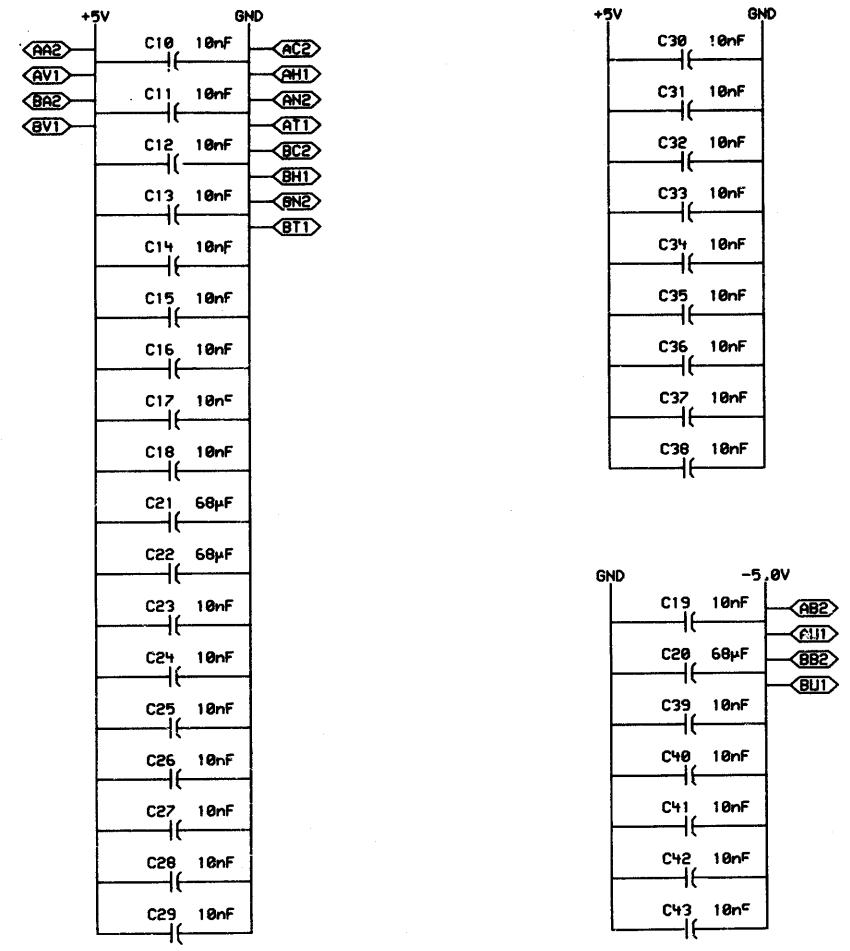 +5V GND
AA2 C10 10nF AC2
AV1 AH1
BA2 C11 10nF AN2
BV1 AT1
C12 10nF BC2
BH1
C13 10nF BN2
BT1
C14 10nF
C15 10nF
C16 10nF
C17 10nF
C18 10nF
C21 68µF
C22 68µF
C23 10nF
C24 10nF
C25 10nF
C26 10nF
C27 10nF
C28 10nF
C29 10nF
+5V GND
C30 10nF
C31 10nF
C32 10nF
C33 10nF
C34 10nF
C35 10nF
C36 10nF
C37 10nF
C38 10nF
GND -5.0V
C19 10nF AB2
AU1
C20 68µF BB2
BU1
C39 10nF
C40 10nF
C41 10nF
C42 10nF
C43 10nF